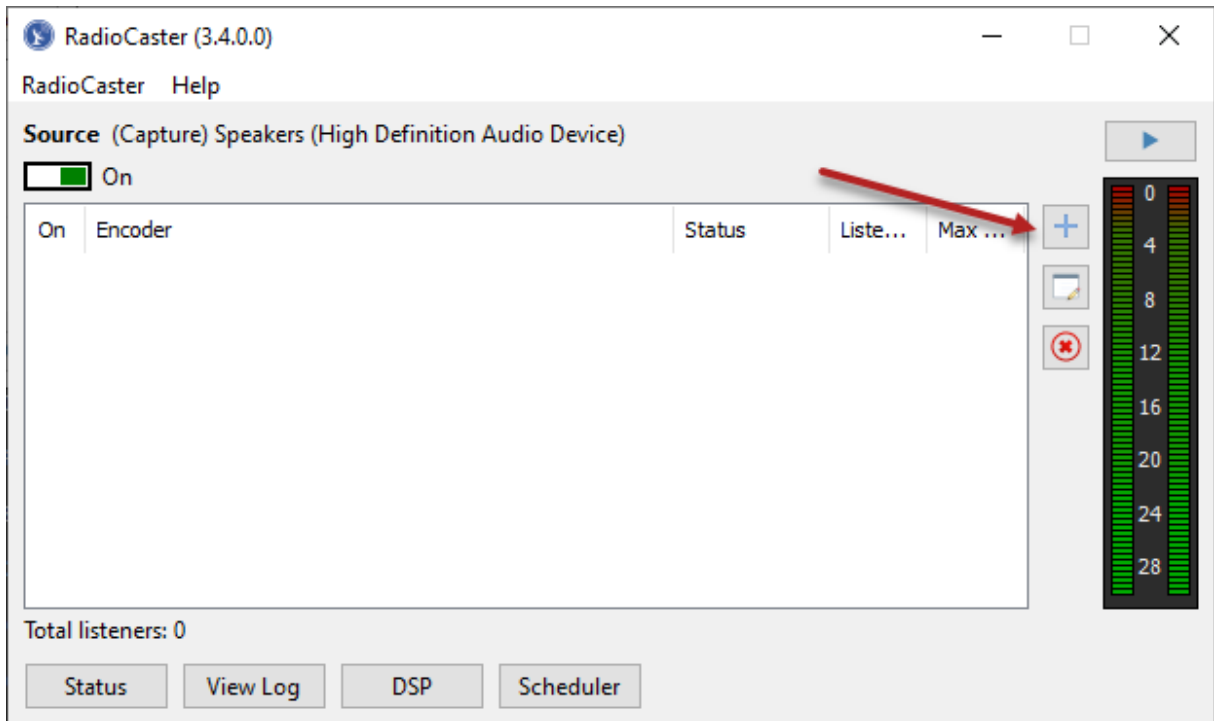 RadioCaster (3.4.0.0)
RadioCaster Help
Source (Capture) Speakers (High Definition Audio Device)
On
On Encoder Status Liste... Max ...
0
4
8
12
16
20
24
28
Total listeners: 0
Status View Log DSP Scheduler